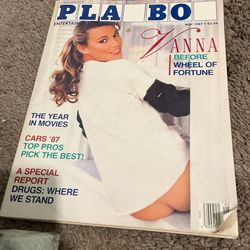 PLA BO
ENTERTAIN
MAY 1987
VANNA
BEFORE
WHEEL OF
FORTUNE
THE YEAR
IN MOVIES
CARS '87
TOP PROS
PICK THE BEST!
A SPECIAL
REPORT
DRUGS: WHERE
WE STAND